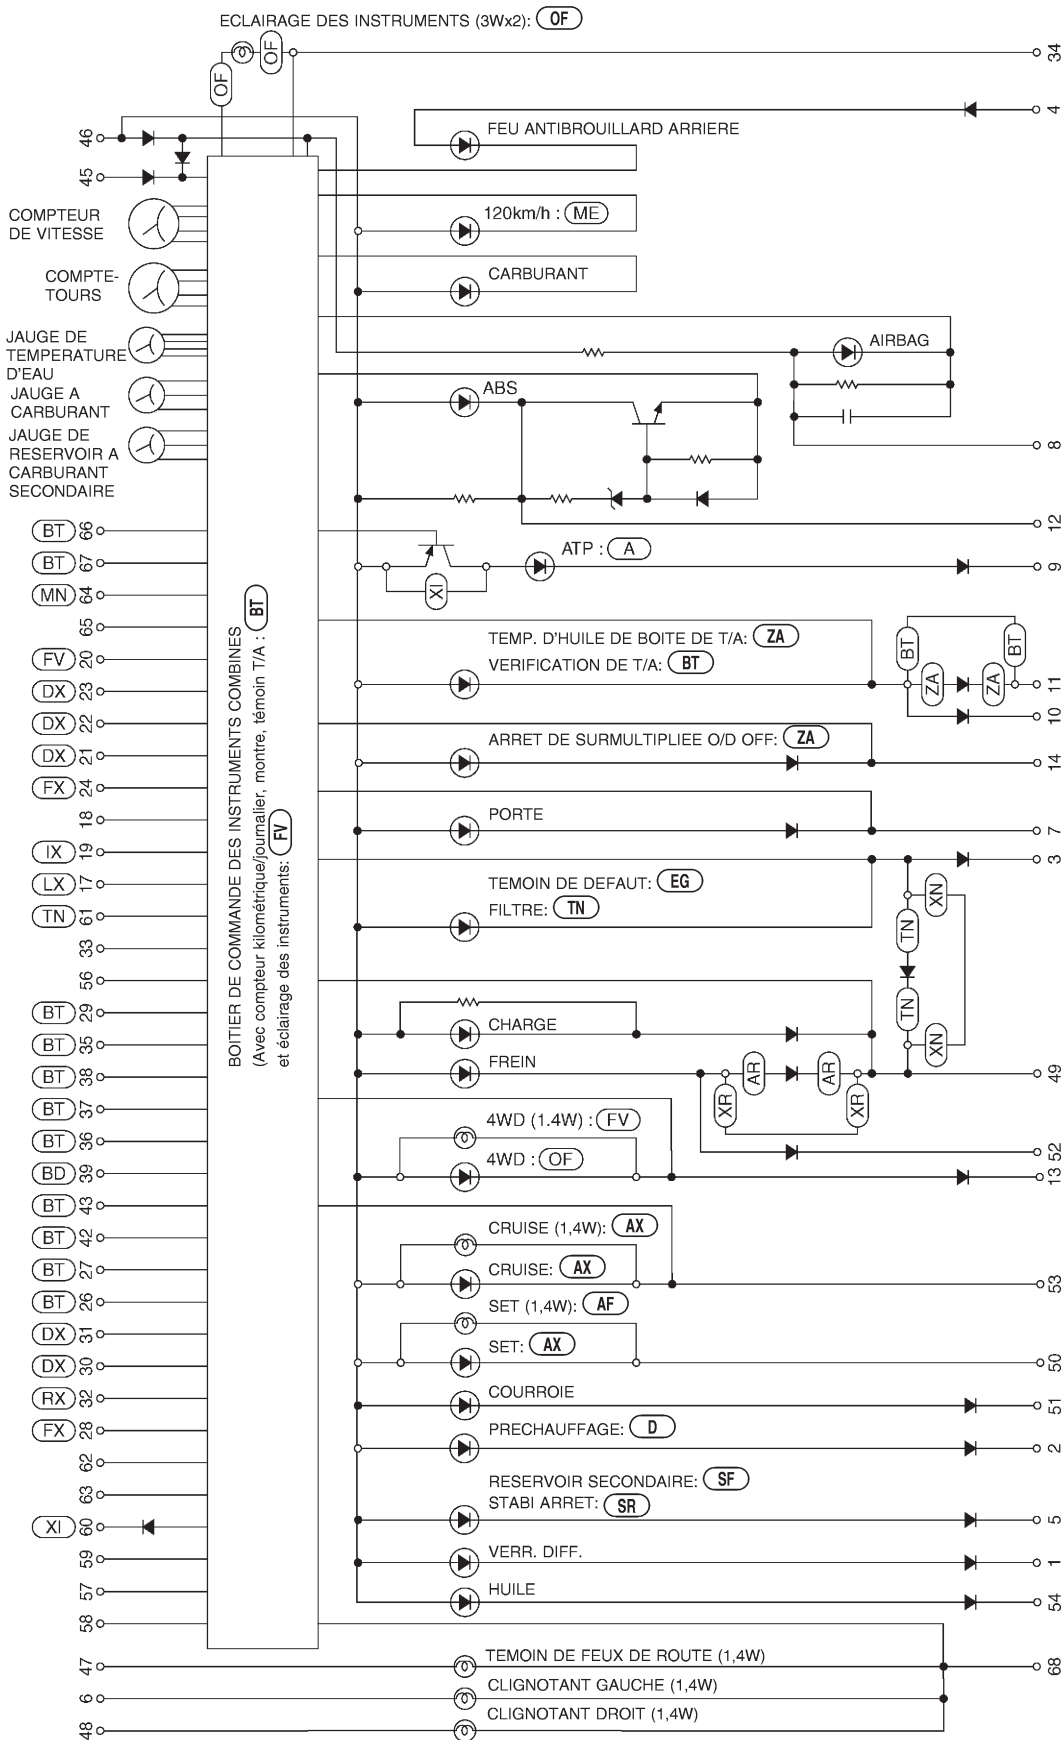 ECLAIRAGE DES INSTRUMENTS (3Wx2): OF
OF
OF
34
4
46
45
FEU ANTIBROUILLARD ARRIERE
COMPTEUR
DE VITESSE
120km/h : ME
COMPTE-
TOURS
CARBURANT
JAUGE DE
TEMPERATURE
D'EAU
AIRBAG
JAUGE A
CARBURANT
ABS
JAUGE DE
RESERVOIR A
CARBURANT
SECONDAIRE
8
12
BOITIER DE COMMANDE DES INSTRUMENTS COMBINES
(Avec compteur kilométrique/journalier, montre, témoin T/A : BT
et éclairage des instruments: FV
BT 66
BT 67
MN 64
65
FV 20
DX 23
DX 22
DX 21
FX 24
18
IX 19
LX 17
TN 61
33
56
BT 29
BT 35
BT 38
BT 37
BT 36
BD 39
BT 43
BT 42
BT 27
BT 26
DX 31
DX 30
RX 32
FX 28
62
63
XI 60
59
57
58
47
6
48
ATP : A
XI
9
TEMP. D'HUILE DE BOITE DE T/A: ZA
VERIFICATION DE T/A: BT
BT
BT
ZA
ZA
11
10
ARRET DE SURMULTIPLIEE O/D OFF: ZA
14
PORTE
7
3
TEMOIN DE DEFAUT: EG
FILTRE: TN
XN
TN
TN
XN
CHARGE
FREIN
AR
AR
XR
XR
49
52
4WD (1.4W) : FV
4WD : OF
13
CRUISE (1,4W): AX
CRUISE: AX
53
SET (1,4W): AF
SET: AX
50
COURROIE
51
PRECHAUFFAGE: D
2
RESERVOIR SECONDAIRE: SF
STABI ARRET: SR
5
VERR. DIFF.
1
HUILE
54
TEMOIN DE FEUX DE ROUTE (1,4W)
68
CLIGNOTANT GAUCHE (1,4W)
CLIGNOTANT DROIT (1,4W)